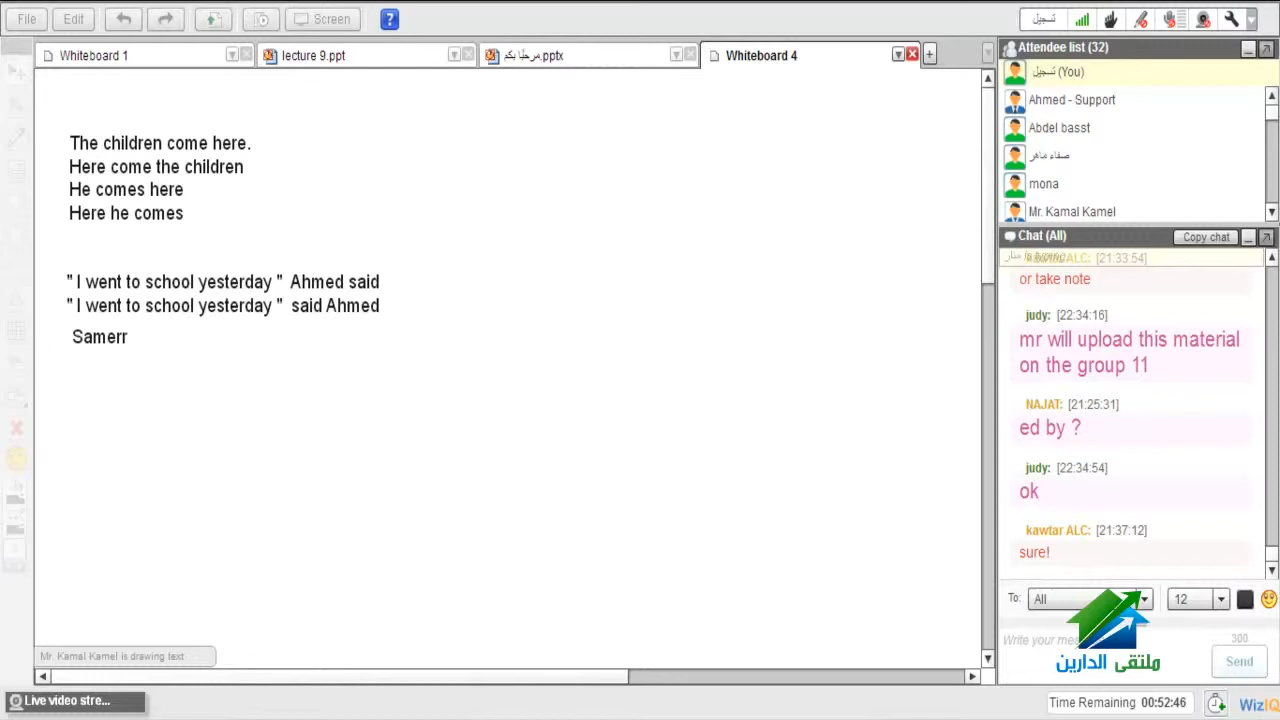 File
Edit
Screen
?
تسجيل
Whiteboard 1
lecture 9.ppt
مرحبًا بكم.pptx
Whiteboard 4
+
The children come here.
Here come the children
He comes here
Here he comes
" I went to school yesterday " Ahmed said
" I went to school yesterday " said Ahmed
Samerr
Mr. Kamal Kamel is drawing text
Live video stre...
Attendee list (32)
تسجيل (You)
Ahmed - Support
Abdel basst
صفاء ماهر
mona
Mr. Kamal Kamel
Chat (All)
Copy chat
منار is typing...
kawtar ALC: [21:33:54]
or take note
judy: [22:34:16]
mr will upload this material
on the group 11
NAJAT: [21:25:31]
ed by ?
judy: [22:34:54]
ok
kawtar ALC: [21:37:12]
sure!
To:
All
12
Write your mes
300
Send
ملتقى الدارين
Time Remaining 00:52:46
WizIQ